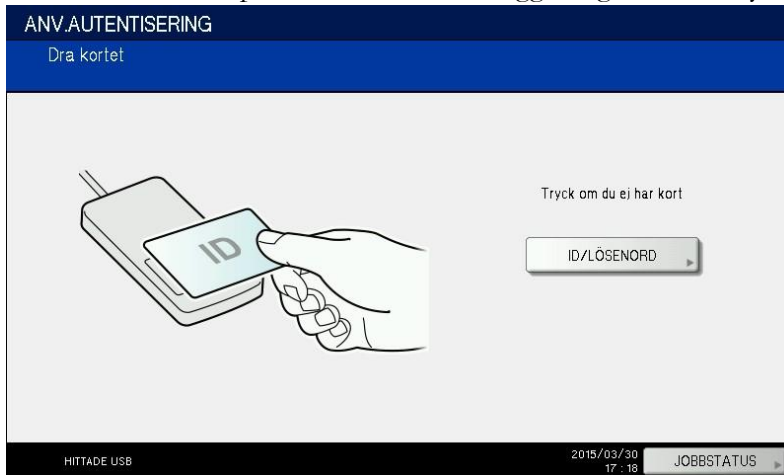 ANV.AUTENTISERING
Dra kortet
ID
Tryck om du ej har kort
ID/LÖSENORD
HITTADE USB
2015/03/30
17 : 18
JOBBSTATUS